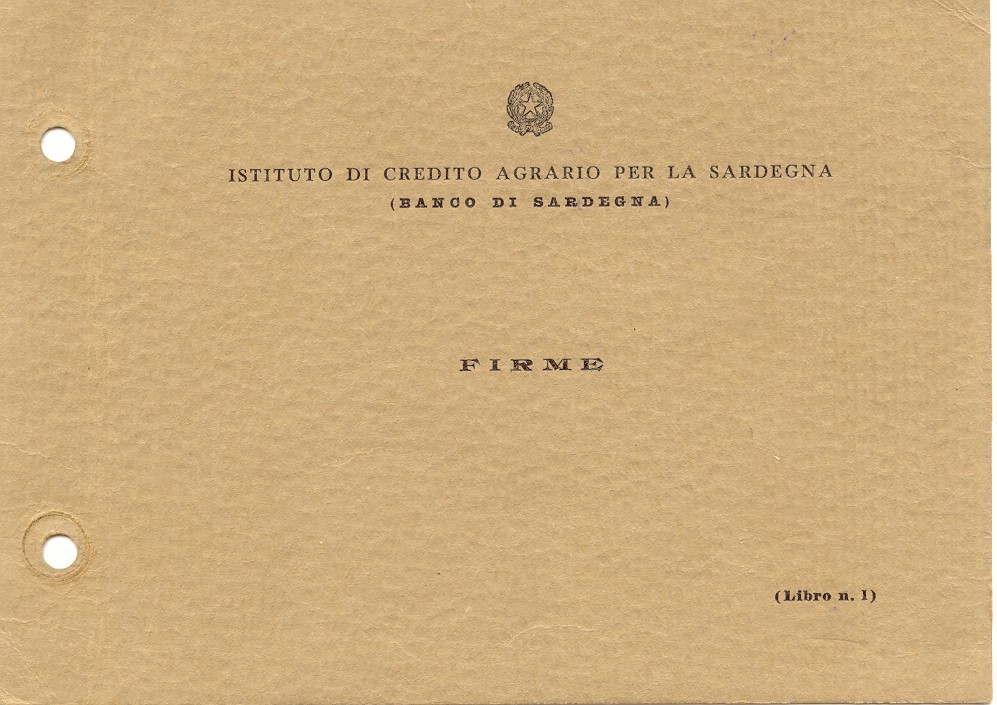 ISTITUTO DI CREDITO AGRARIO PER LA SARDEGNA
(BANCO DI SARDEGNA)
FIRME
(Libro n. 1)